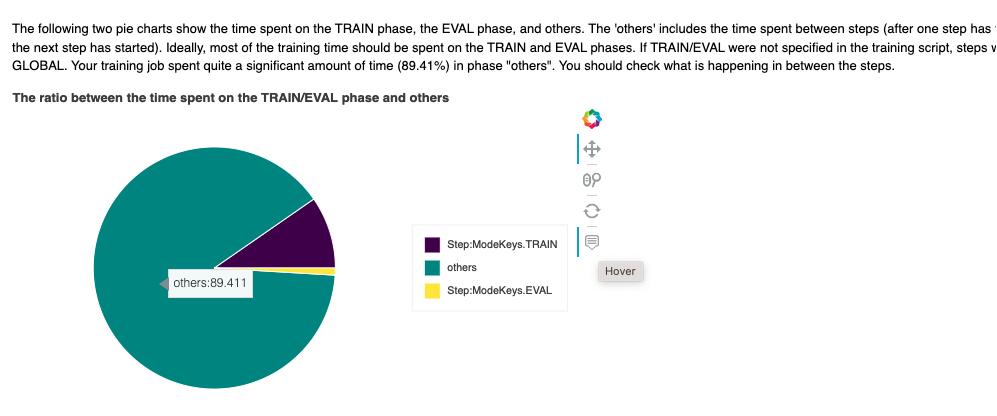 The following two pie charts show the time spent on the TRAIN phase, the EVAL phase, and others. The 'others' includes the time spent between steps (after one step has
the next step has started). Ideally, most of the training time should be spent on the TRAIN and EVAL phases. If TRAIN/EVAL were not specified in the training script, steps
GLOBAL. Your training job spent quite a significant amount of time (89.41%) in phase "others". You should check what is happening in between the steps.
The ratio between the time spent on the TRAIN/EVAL phase and others
Step:ModeKeys.TRAIN
others
Step:ModeKeys.EVAL
Hover
others:89.411